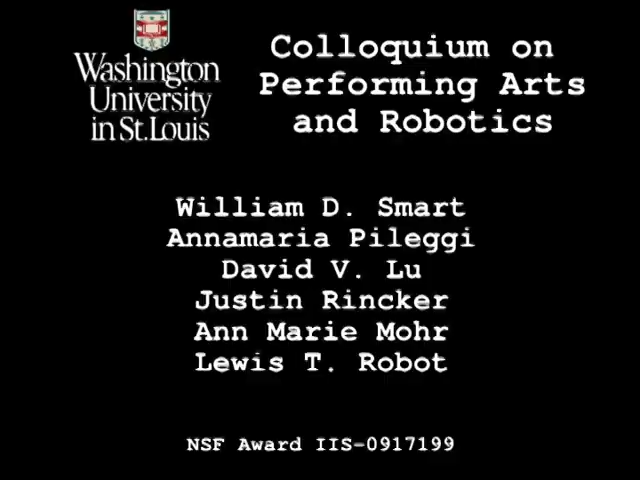 Washington
University
in St. Louis
Colloquium on
Performing Arts
and Robotics
William D. Smart
Annamaria Pileggi
David V. Lu
Justin Rincker
Ann Marie Mohr
Lewis T. Robot
NSF Award IIS-0917199